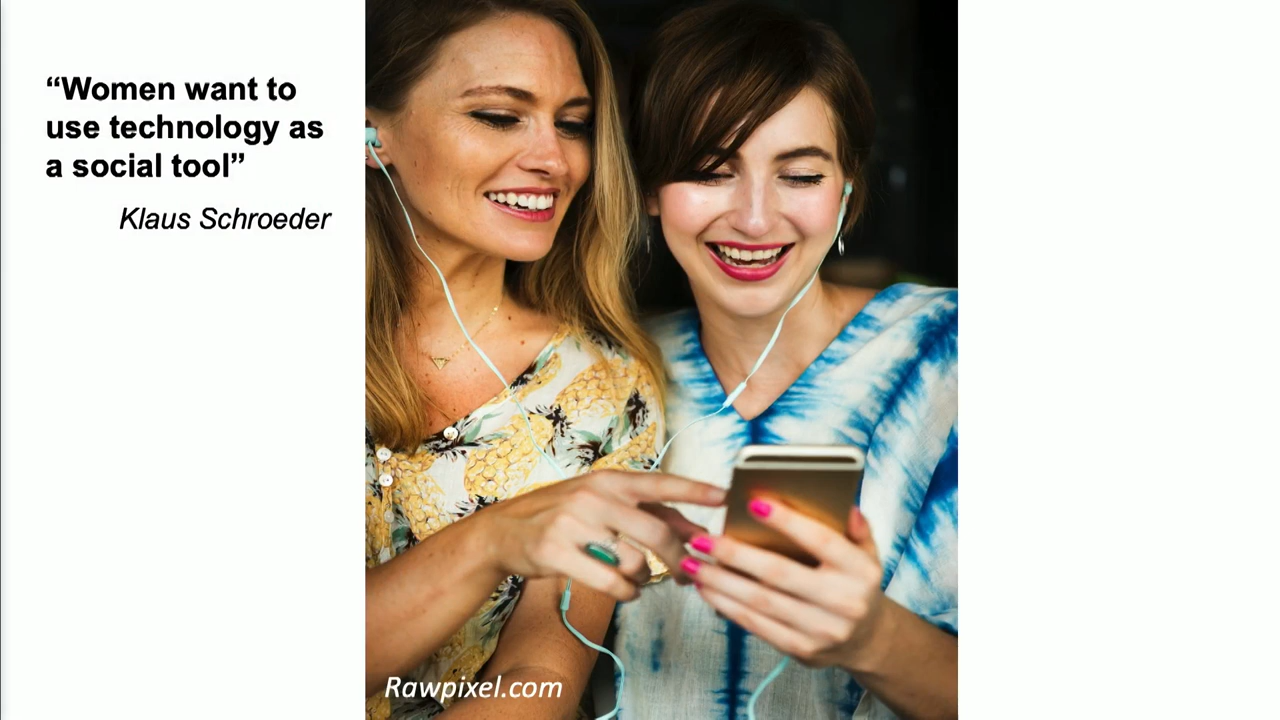 “Women want to
use technology as
a social tool”
Klaus Schroeder
Rawpixel.com